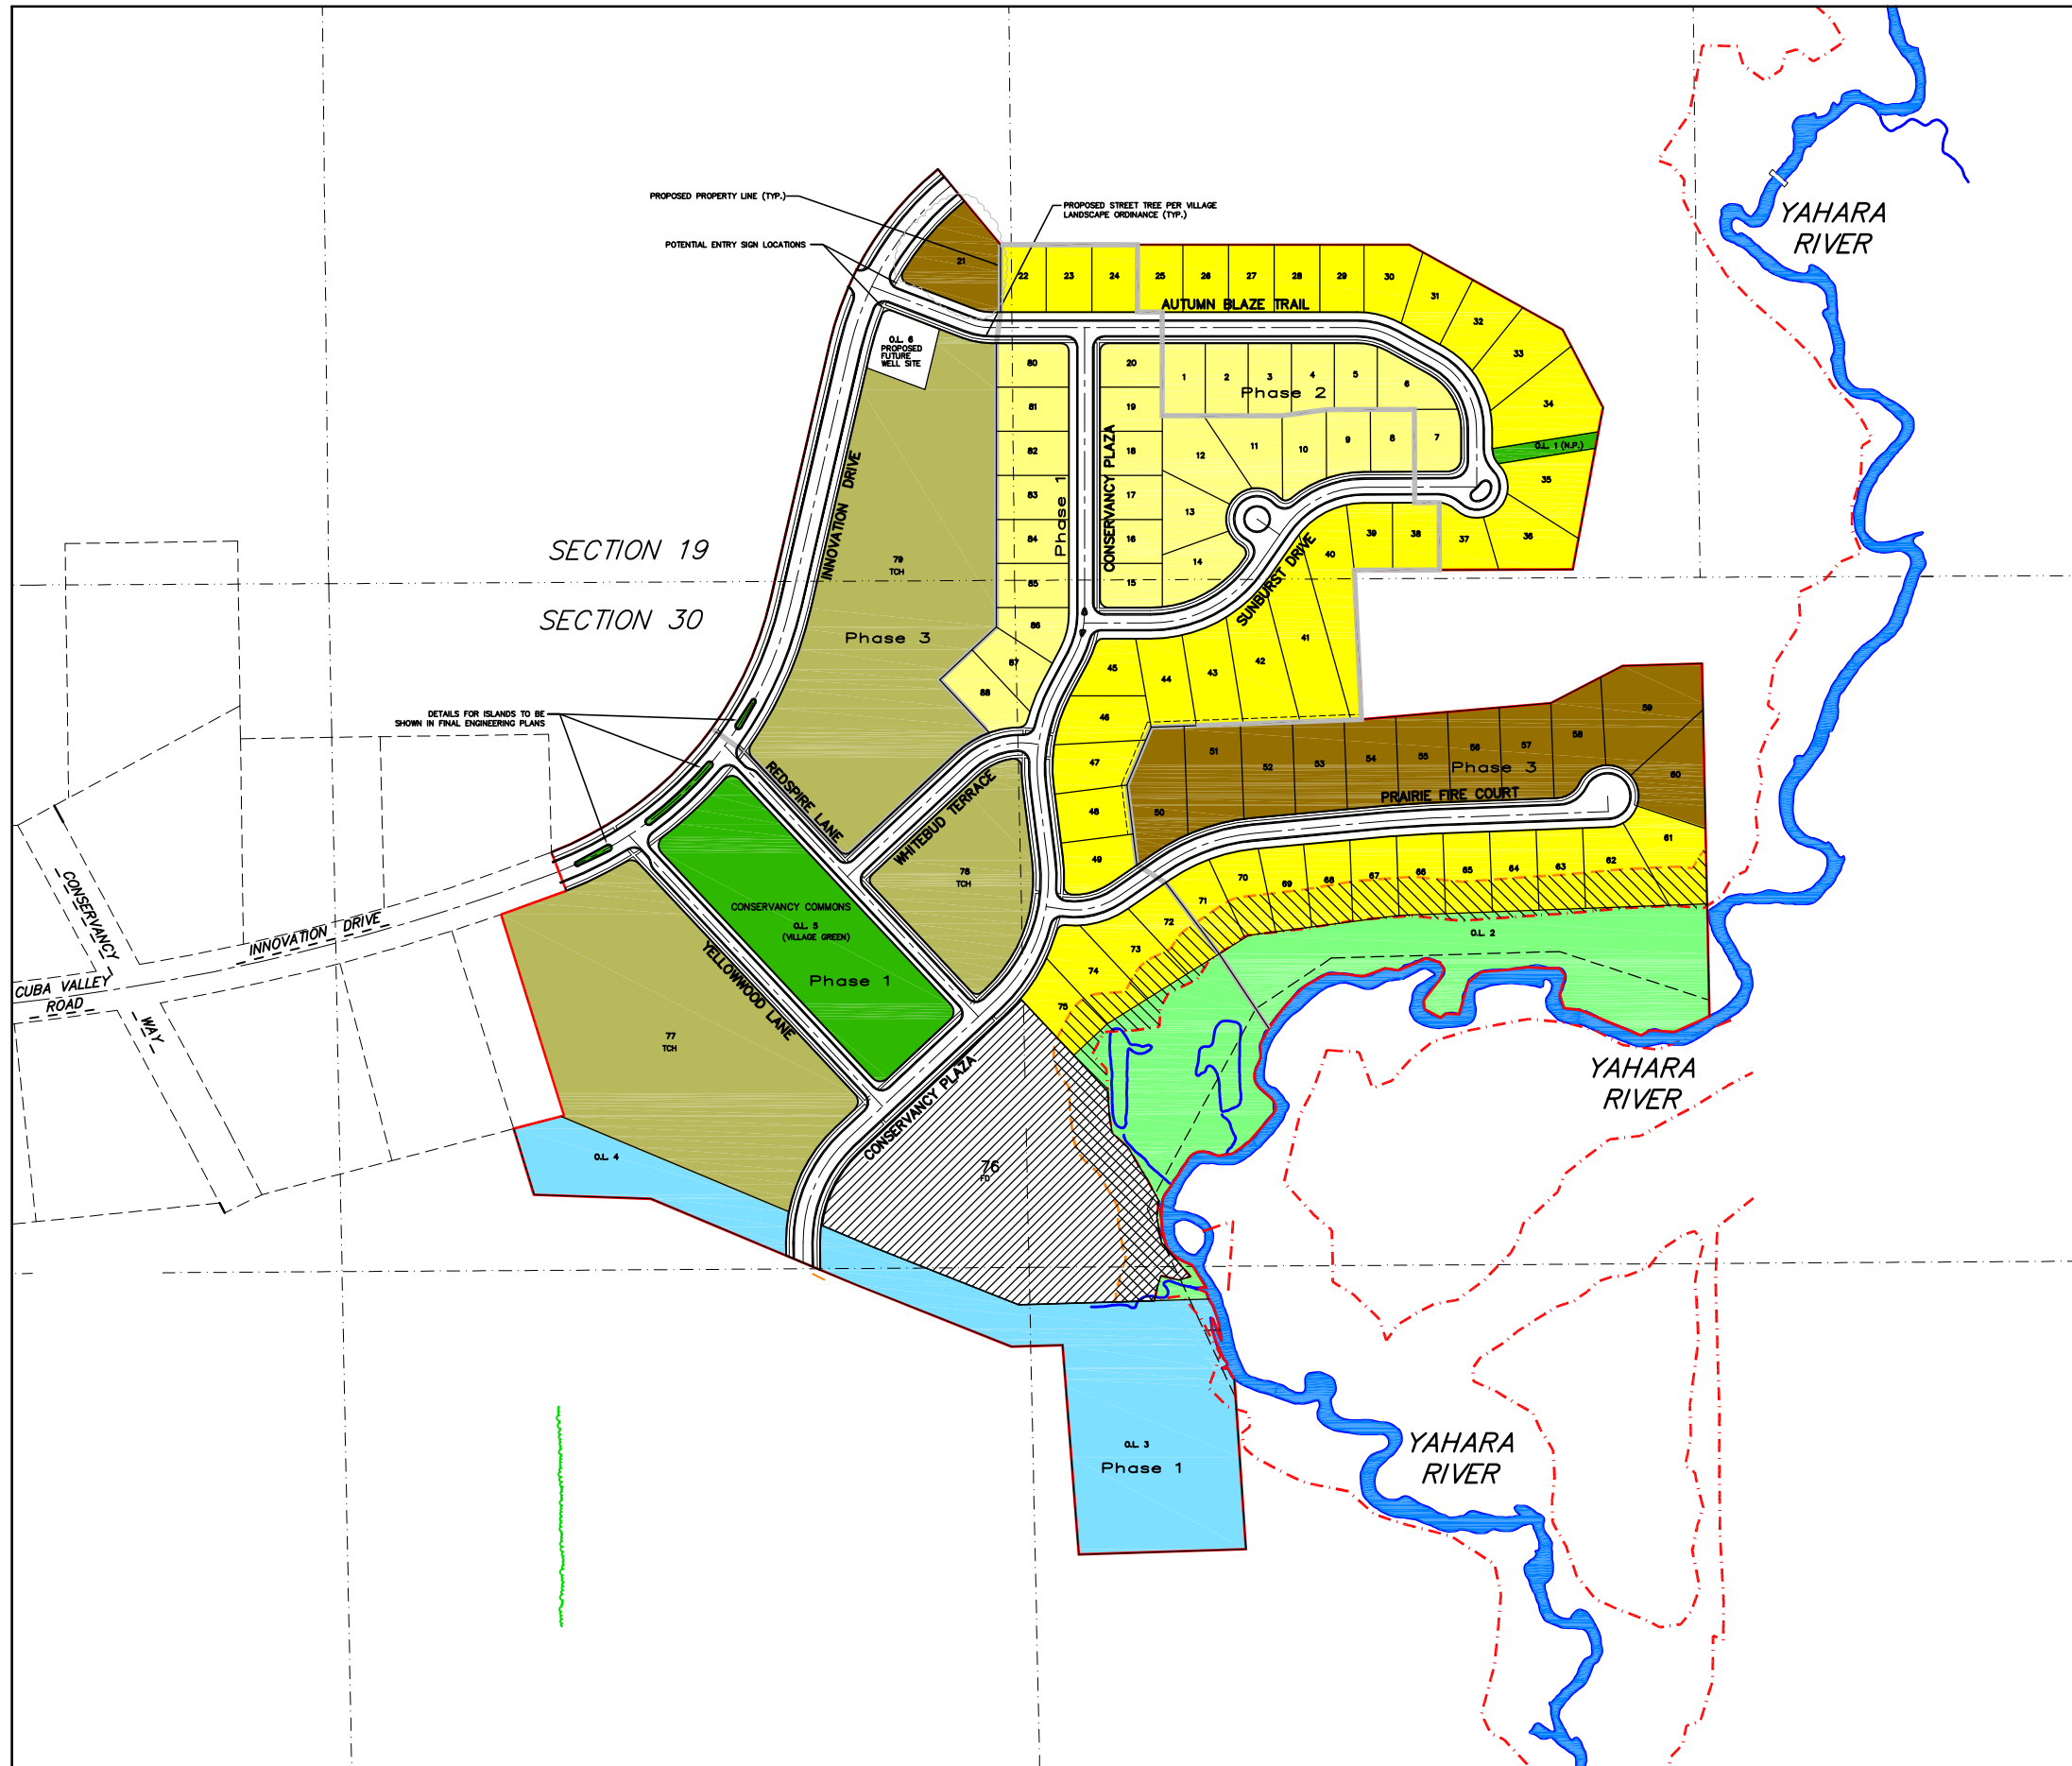 YAHARA
RIVER
PROPOSED PROPERTY LINE (TYP.)
PROPOSED STREET TREE PER VILLAGE
LANDSCAPE ORDINANCE (TYP.)
POTENTIAL ENTRY SIGN LOCATIONS
21
22
23
24
25
26
27
28
29
30
31
32
33
34
AUTUMN BLAZE TRAIL
O.L. 6
PROPOSED
FUTURE
WELL SITE
80
81
82
83
84
85
86
87
88
20
19
18
17
16
15
1
2
3
4
5
6
Phase 2
7
8
9
10
11
12
13
14
O.L. 1 (N.P.)
35
36
37
38
39
40
41
42
43
44
45
46
47
48
49
Phase 1
CONSERVANCY PLAZA
SUNBURST DRIVE
INNOVATION DRIVE
79
TCH
Phase 3
SECTION 19
SECTION 30
DETAILS FOR ISLANDS TO BE
SHOWN IN FINAL ENGINEERING PLANS
REDSPIRE LANE
WHITEBUD TERRACE
78
TCH
50
51
52
53
54
55
56
57
58
59
60
Phase 3
PRAIRIE FIRE COURT
61
62
63
64
65
66
67
68
69
70
71
72
73
74
75
O.L. 2
CONSERVANCY COMMONS
O.L. 5
(VILLAGE GREEN)
Phase 1
YELLOWWOOD LANE
CONSERVANCY
WAY
INNOVATION DRIVE
CUBA VALLEY
ROAD
77
TCH
CONSERVANCY PLAZA
76
FD
YAHARA
RIVER
O.L. 4
O.L. 3
Phase 1
YAHARA
RIVER